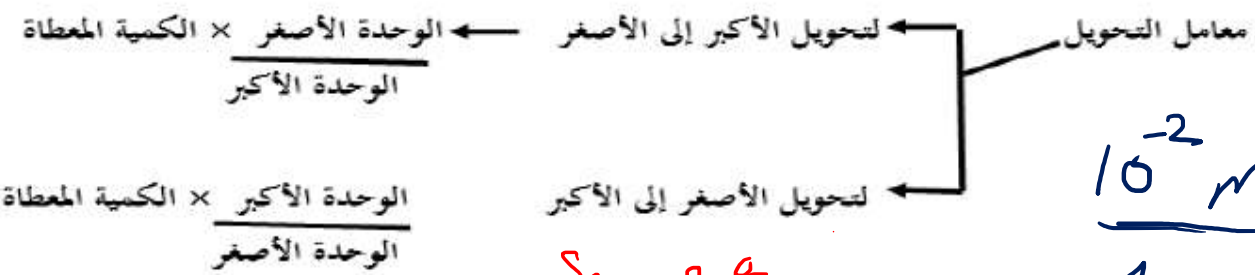 معامل التحويل
لتحويل الأكبر إلى الأصغر
الوحدة الأصغر × الكمية المعطاة
الوحدة الأكبر
لتحويل الأصغر إلى الأكبر
الوحدة الأكبر × الكمية المعطاة
الوحدة الأصغر
10⁻²